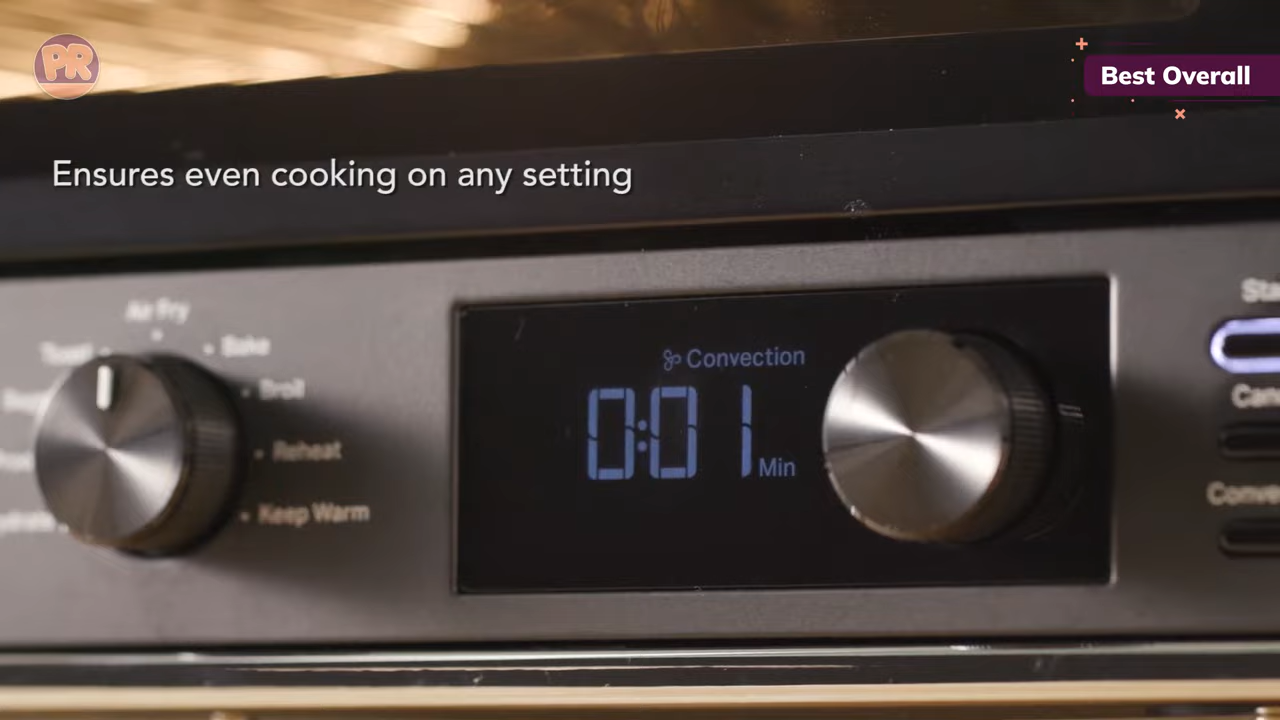 PR
Best Overall
Ensures even cooking on any setting
Air Fry
Toast
Bake
Broil
Reheat
Keep Warm
Convection
0:01 Min